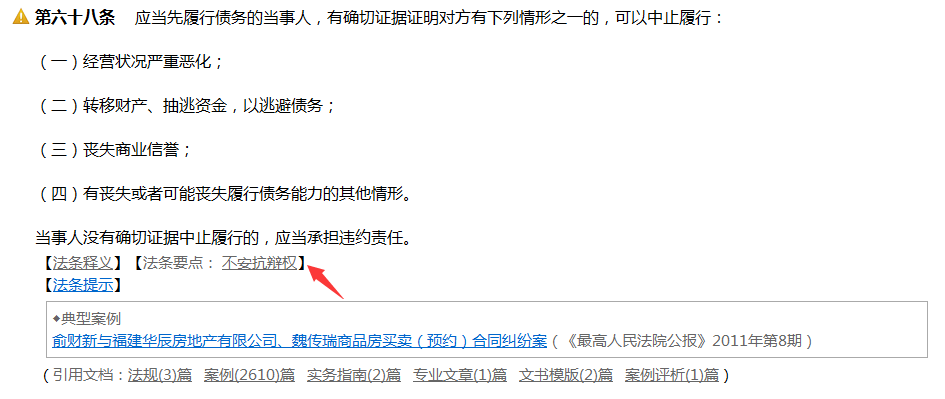 第六十八条 应当先履行债务的当事人，有确切证据证明对方有下列情形之一的，可以中止履行：
（一）经营状况严重恶化；
（二）转移财产、抽逃资金，以逃避债务；
（三）丧失商业信誉；
（四）有丧失或者可能丧失履行债务能力的其他情形。
当事人没有确切证据中止履行的，应当承担违约责任。
【法条释义】【法条要点： 不安抗辩权】
【法条提示】
◆典型案例
俞财新与福建华辰房地产有限公司、魏传瑞商品房买卖（预约）合同纠纷案（《最高人民法院公报》2011年第8期）
（引用文档：法规(3)篇 案例(2610)篇 实务指南(2)篇 专业文章(1)篇 文书模版(2)篇 案例评析(1)篇）